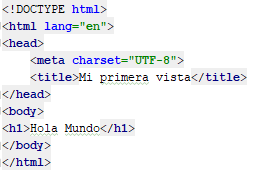 <!DOCTYPE html>
<html lang="en">
<head>
    <meta charset="UTF-8">
    <title>Mi primera vista</title>
</head>
<body>
<h1>Hola Mundo</h1>
</body>
</html>